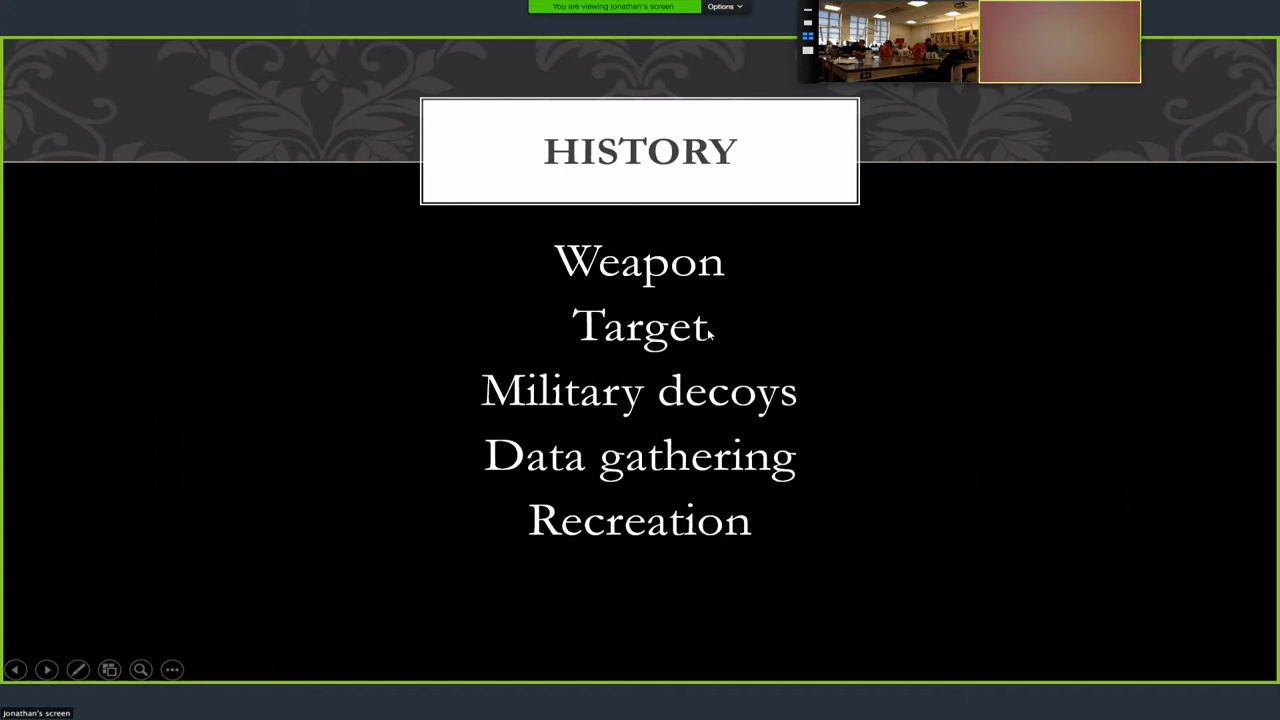 You are viewing jonathan's screen
Options
HISTORY
Weapon
Target
Military decoys
Data gathering
Recreation
Jonathan's screen